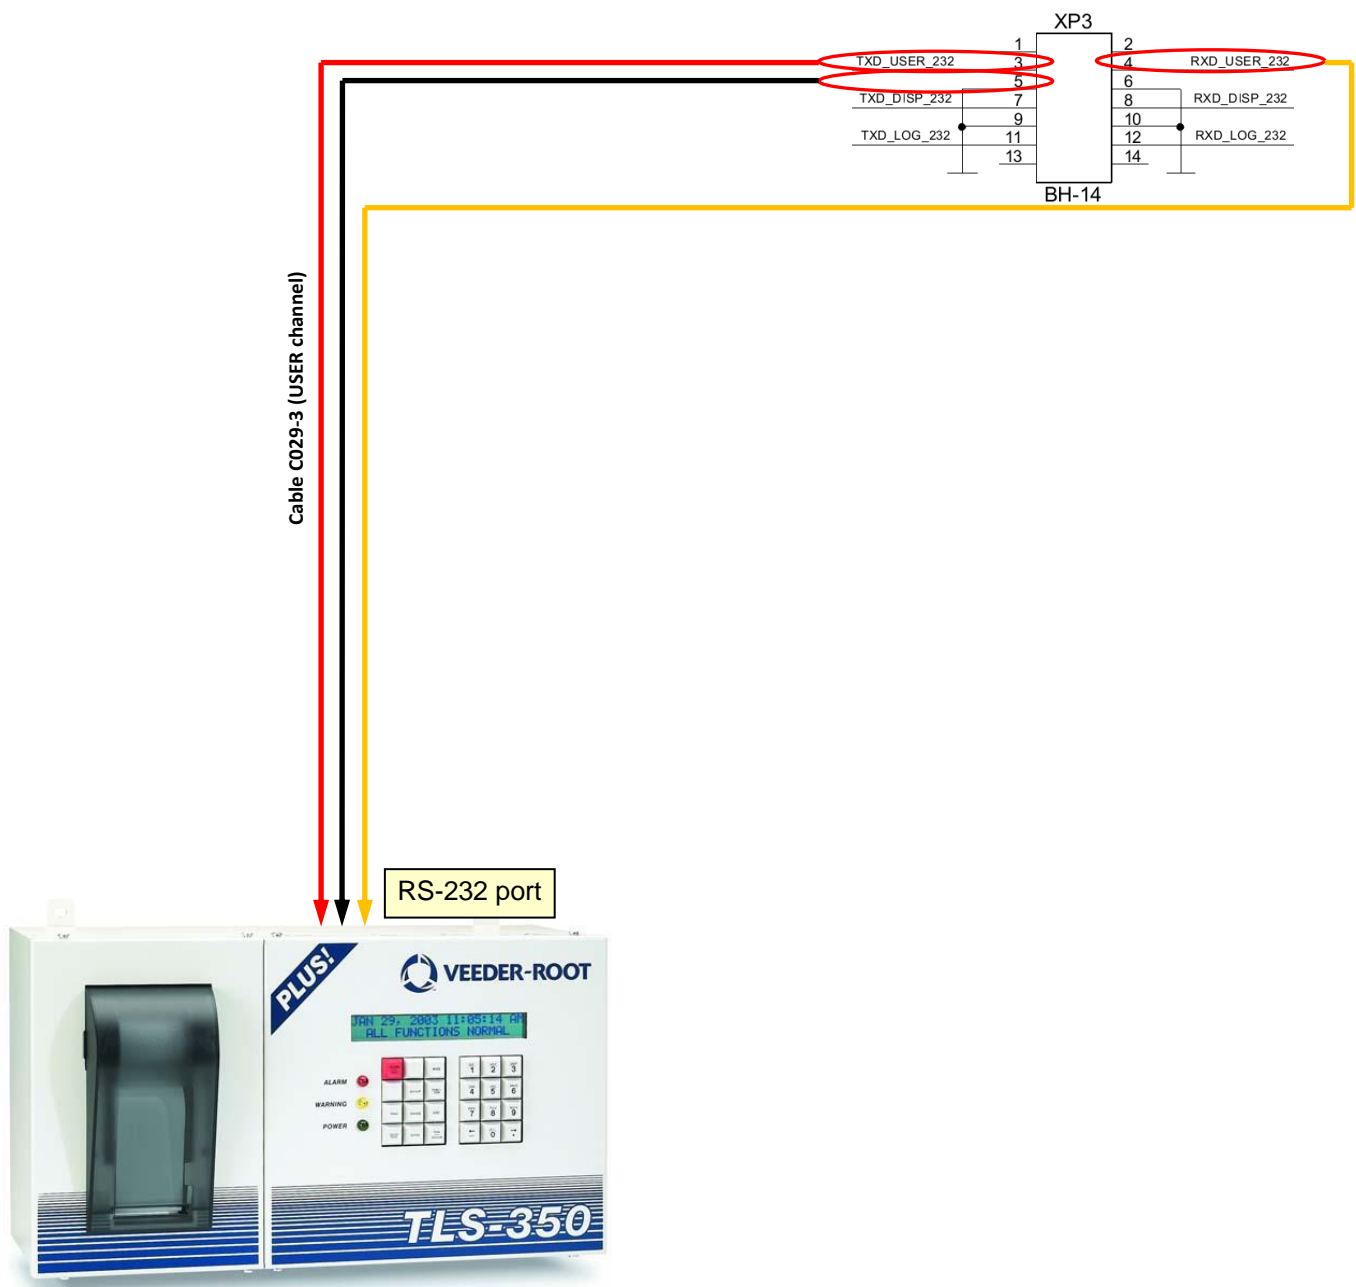 XP3
1 2
TXD_USER_232 3 4 RXD_USER_232
5 6
TXD_DISP_232 7 8 RXD_DISP_232
9 10
TXD_LOG_232 11 12 RXD_LOG_232
13 14
BH-14
Cable C029-3 (USER channel)
RS-232 port
PLUS!
VEEDER-ROOT
JAN 29, 2003 11:05:14 AM
ALL FUNCTIONS NORMAL
ALARM
WARNING
POWER
1 2 3
4 5 6
7 8 9
0
TLS-350